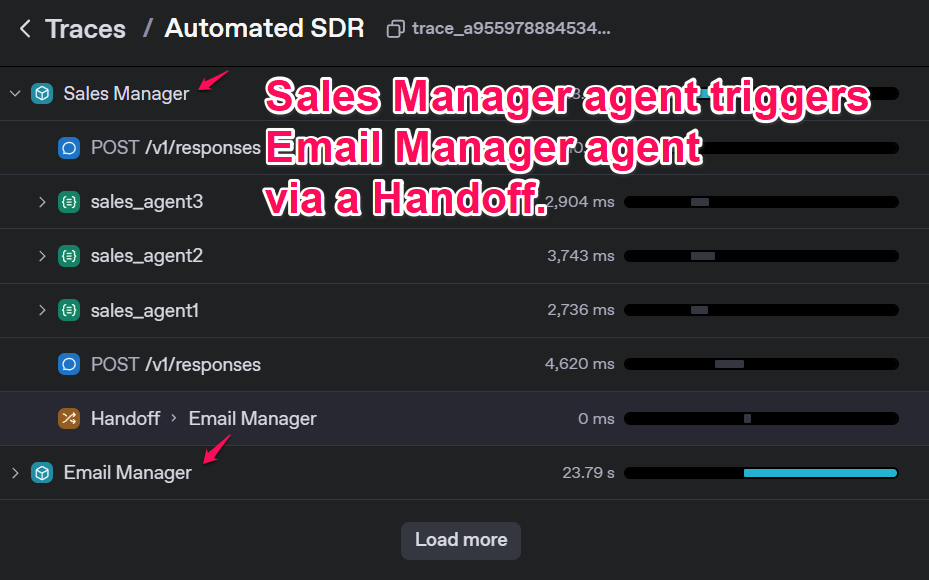 Traces / Automated SDR trace_a955978884534...
Sales Manager
Sales Manager agent triggers
POST /v1/responses
Email Manager agent
via a Handoff.
sales_agent3 2,904 ms
sales_agent2 3,743 ms
sales_agent1 2,736 ms
POST /v1/responses 4,620 ms
Handoff > Email Manager 0 ms
Email Manager 23.79 s
Load more